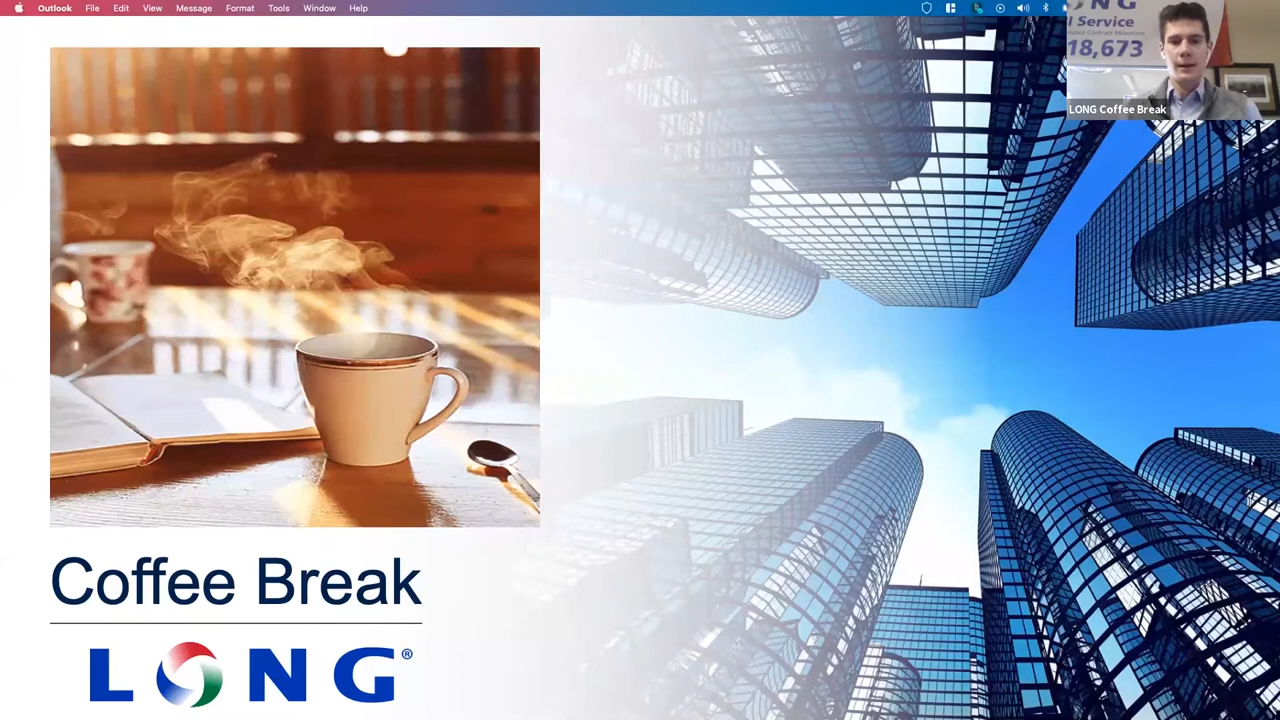 Outlook File Edit View Message Format Tools Window Help
Service
18,673
LONG Coffee Break
Coffee Break
LONG®